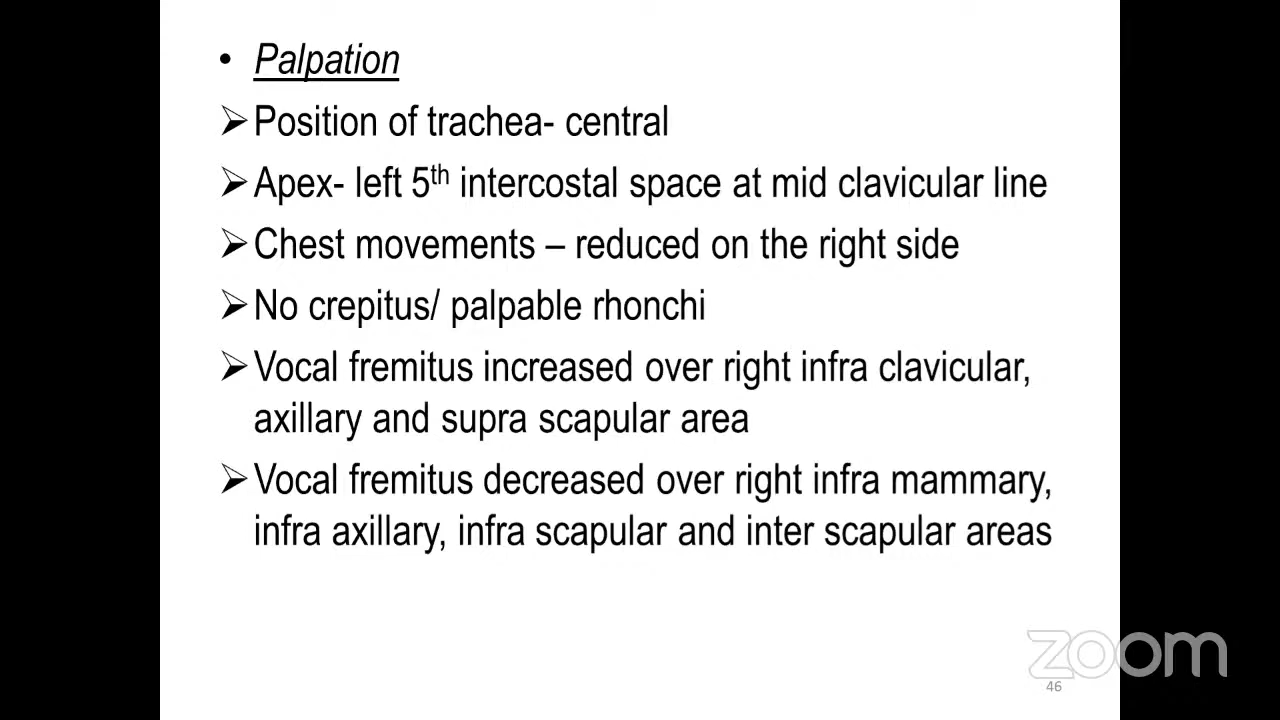 • Palpation
➢ Position of trachea- central
➢ Apex- left 5th intercostal space at mid clavicular line
➢ Chest movements – reduced on the right side
➢ No crepitus/ palpable rhonchi
➢ Vocal fremitus increased over right infra clavicular,
axillary and supra scapular area
➢ Vocal fremitus decreased over right infra mammary,
infra axillary, infra scapular and inter scapular areas
zoom
46